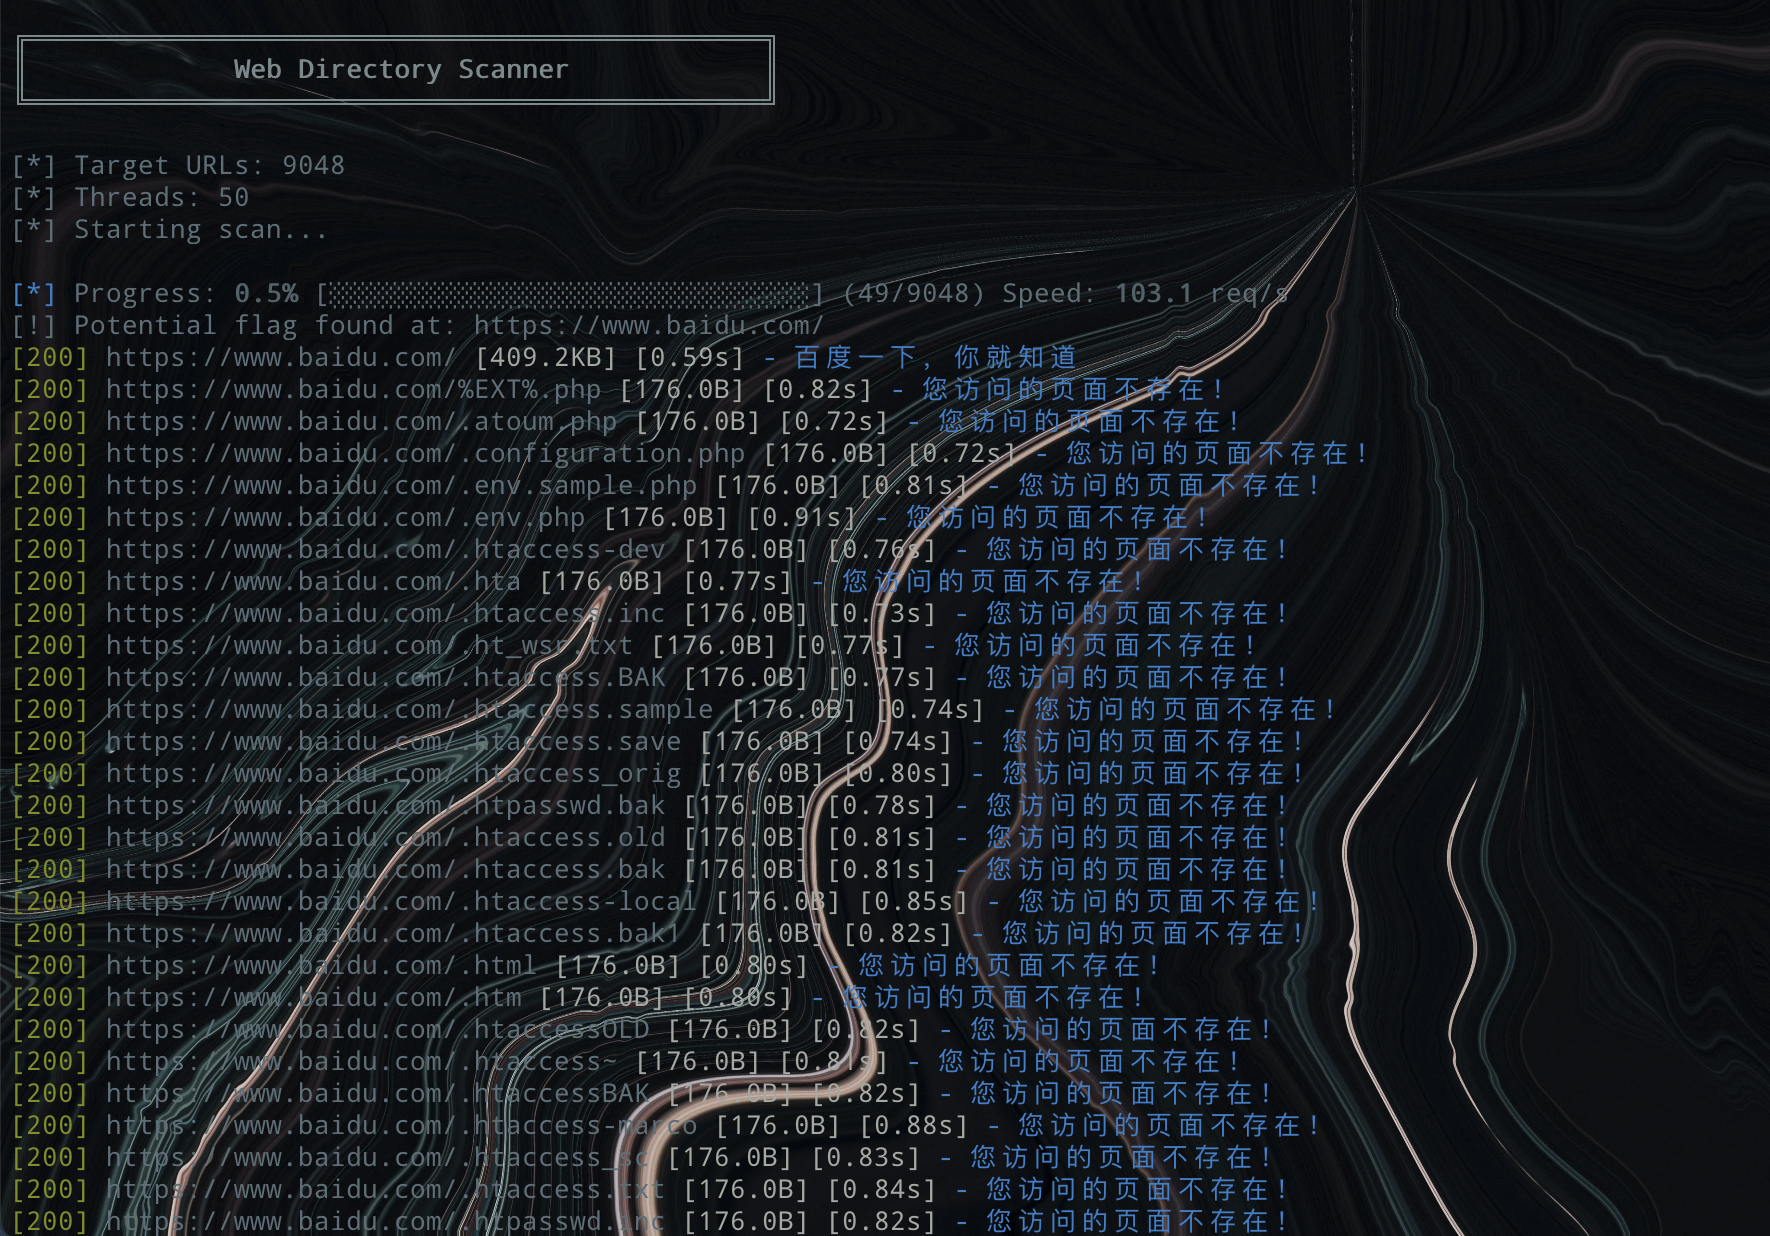 Web Directory Scanner
[*] Target URLs: 9048
[*] Threads: 50
[*] Starting scan...
[*] Progress: 0.5% [░░░░░░░░░░░░░░░░░░░░░░░░░░░░░░] (49/9048) Speed: 103.1 req/s
[!] Potential flag found at: https://www.baidu.com/
[200] https://www.baidu.com/ [409.2KB] [0.59s] - 百度一下，你就知道
[200] https://www.baidu.com/%EXT%.php [176.0B] [0.82s] - 您访问的页面不存在！
[200] https://www.baidu.com/.atoum.php [176.0B] [0.72s] - 您访问的页面不存在！
[200] https://www.baidu.com/.configuration.php [176.0B] [0.72s] - 您访问的页面不存在！
[200] https://www.baidu.com/.env.sample.php [176.0B] [0.81s] - 您访问的页面不存在！
[200] https://www.baidu.com/.env.php [176.0B] [0.91s] - 您访问的页面不存在！
[200] https://www.baidu.com/.htaccess-dev [176.0B] [0.76s] - 您访问的页面不存在！
[200] https://www.baidu.com/.hta [176.0B] [0.77s] - 您访问的页面不存在！
[200] https://www.baidu.com/.htaccess.inc [176.0B] [0.73s] - 您访问的页面不存在！
[200] https://www.baidu.com/.ht_wsr.txt [176.0B] [0.77s] - 您访问的页面不存在！
[200] https://www.baidu.com/.htaccess.BAK [176.0B] [0.77s] - 您访问的页面不存在！
[200] https://www.baidu.com/.htaccess.sample [176.0B] [0.74s] - 您访问的页面不存在！
[200] https://www.baidu.com/.htaccess.save [176.0B] [0.74s] - 您访问的页面不存在！
[200] https://www.baidu.com/.htaccess_orig [176.0B] [0.80s] - 您访问的页面不存在！
[200] https://www.baidu.com/.htpasswd.bak [176.0B] [0.78s] - 您访问的页面不存在！
[200] https://www.baidu.com/.htaccess.old [176.0B] [0.81s] - 您访问的页面不存在！
[200] https://www.baidu.com/.htaccess.bak [176.0B] [0.81s] - 您访问的页面不存在！
[200] https://www.baidu.com/.htaccess-local [176.0B] [0.85s] - 您访问的页面不存在！
[200] https://www.baidu.com/.htaccess.bak1 [176.0B] [0.82s] - 您访问的页面不存在！
[200] https://www.baidu.com/.html [176.0B] [0.80s] - 您访问的页面不存在！
[200] https://www.baidu.com/.htm [176.0B] [0.80s] - 您访问的页面不存在！
[200] https://www.baidu.com/.htaccessOLD [176.0B] [0.82s] - 您访问的页面不存在！
[200] https://www.baidu.com/.htaccess~ [176.0B] [0.81s] - 您访问的页面不存在！
[200] https://www.baidu.com/.htaccessBAK [176.0B] [0.82s] - 您访问的页面不存在！
[200] https://www.baidu.com/.htaccess-marco [176.0B] [0.88s] - 您访问的页面不存在！
[200] https://www.baidu.com/.htaccess_sc [176.0B] [0.83s] - 您访问的页面不存在！
[200] https://www.baidu.com/.htaccess.txt [176.0B] [0.84s] - 您访问的页面不存在！
[200] https://www.baidu.com/.htpasswd.inc [176.0B] [0.82s] - 您访问的页面不存在！